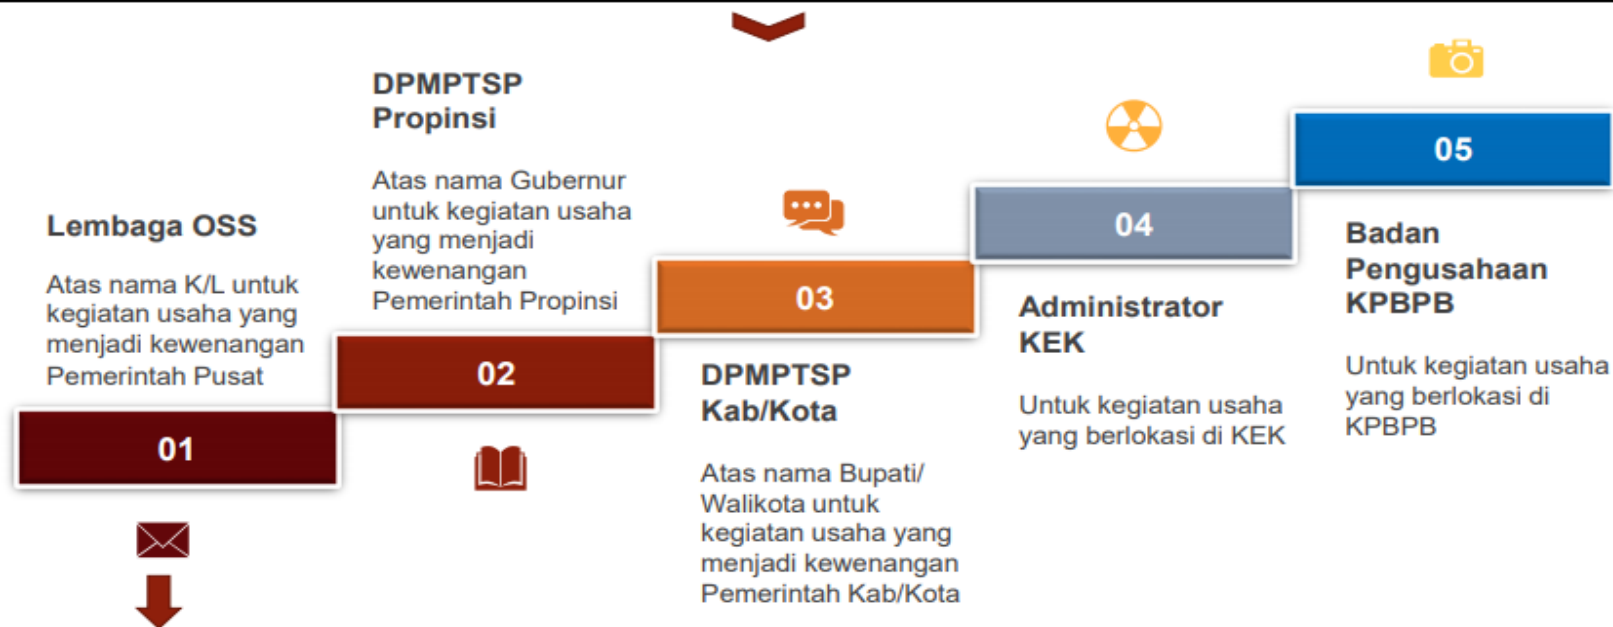 Lembaga OSS
Atas nama K/L untuk
kegiatan usaha yang
menjadi kewenangan
Pemerintah Pusat
01
DPMPTSP
Propinsi
Atas nama Gubernur
untuk kegiatan usaha
yang menjadi
kewenangan
Pemerintah Propinsi
02
03
DPMPTSP
Kab/Kota
Atas nama Bupati/
Walikota untuk
kegiatan usaha yang
menjadi kewenangan
Pemerintah Kab/Kota
04
Administrator
KEK
Untuk kegiatan usaha
yang berlokasi di KEK
05
Badan
Pengusahaan
KPBPB
Untuk kegiatan usaha
yang berlokasi di
KPBPB